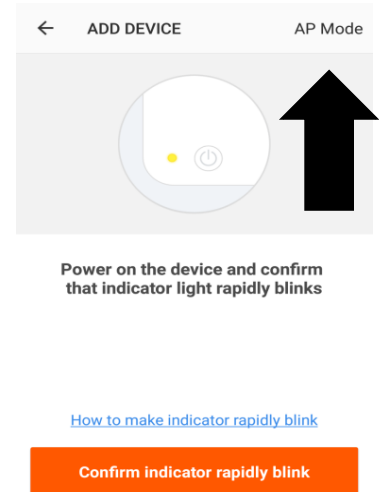 ADD DEVICE AP Mode
Power on the device and confirm
that indicator light rapidly blinks
How to make indicator rapidly blink
Confirm indicator rapidly blink